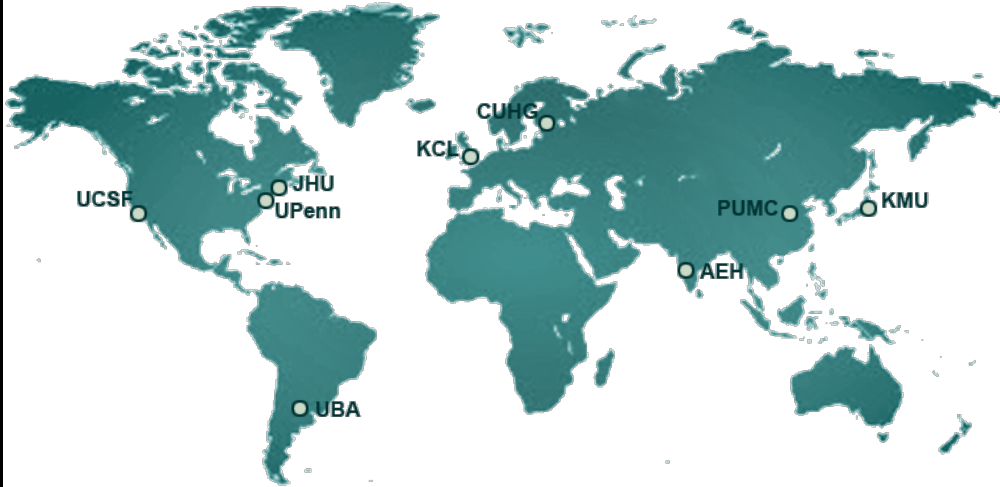 CUHG
KCL
JHU
UCSF
UPenn
PUMC
KMU
AEH
UBA